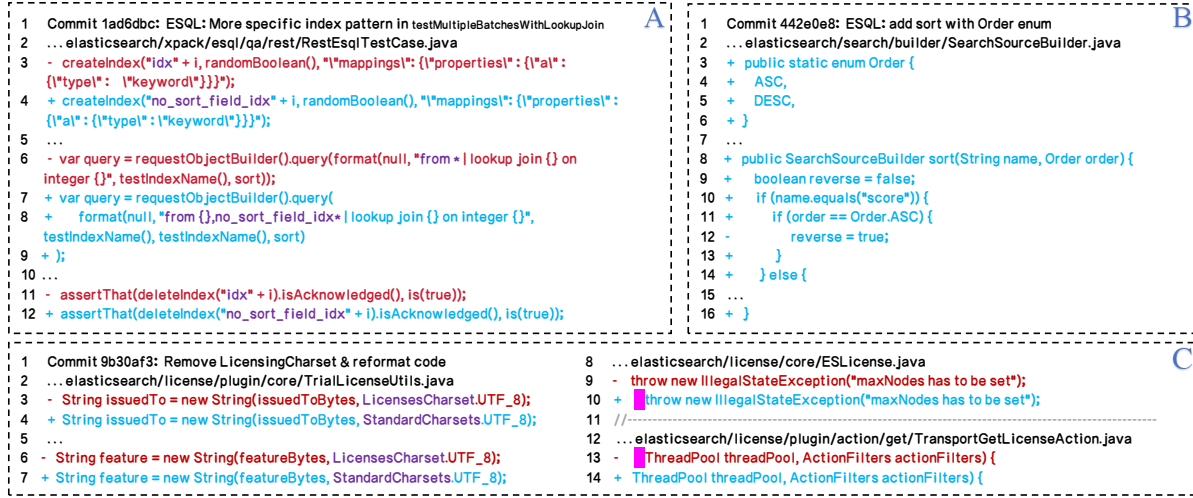 A
1 Commit 1ad6dbc: ESQL: More specific index pattern in testMultipleBatchesWithLookupJoin
2 ...elasticsearch/xpack/esql/qa/rest/RestEsqlTestCase.java
3 - createIndex("idx" + i, randomBoolean(), "\"mappings\": {\"properties\" : {\"a\" :
{\"type\" : \"keyword\"}}}");
4 + createIndex("no_sort_field_idx" + i, randomBoolean(), "\"mappings\": {\"properties\" :
{\"a\" : {\"type\" : \"keyword\"}}}");
5 ...
6 - var query = requestObjectBuilder().query(format(null, "from * | lookup join {} on
integer {}", testIndexName(), sort));
7 + var query = requestObjectBuilder().query(
8 + format(null, "from {},no_sort_field_idx* | lookup join {} on integer {}",
testIndexName(), testIndexName(), sort)
9 + );
10 ...
11 - assertThat(deleteIndex("idx" + i).isAcknowledged(), is(true));
12 + assertThat(deleteIndex("no_sort_field_idx" + i).isAcknowledged(), is(true));
B
1 Commit 442e0e8: ESQL: add sort with Order enum
2 ...elasticsearch/search/builder/SearchSourceBuilder.java
3 + public static enum Order {
4 + ASC,
5 + DESC,
6 + }
7 ...
8 + public SearchSourceBuilder sort(String name, Order order) {
9 + boolean reverse = false;
10 + if (name.equals("score")) {
11 + if (order == Order.ASC) {
12 - reverse = true;
13 + }
14 + } else {
15 ...
16 + }
C
1 Commit 9b30af3: Remove LicensingCharset & reformat code
2 ...elasticsearch/license/plugin/core/TrialLicenseUtils.java
3 - String issuedTo = new String(issuedToBytes, LicensesCharset.UTF_8);
4 + String issuedTo = new String(issuedToBytes, StandardCharsets.UTF_8);
5 ...
6 - String feature = new String(featureBytes, LicensesCharset.UTF_8);
7 + String feature = new String(featureBytes, StandardCharsets.UTF_8);
8 ...elasticsearch/license/core/ESLicense.java
9 - throw new IllegalStateException("maxNodes has to be set");
10 + throw new IllegalStateException("maxNodes has to be set");
11 //--------------------------------------------------
12 ...elasticsearch/license/plugin/action/get/TransportGetLicenseAction.java
13 - ThreadPool threadPool, ActionFilters actionFilters) {
14 + ThreadPool threadPool, ActionFilters actionFilters) {